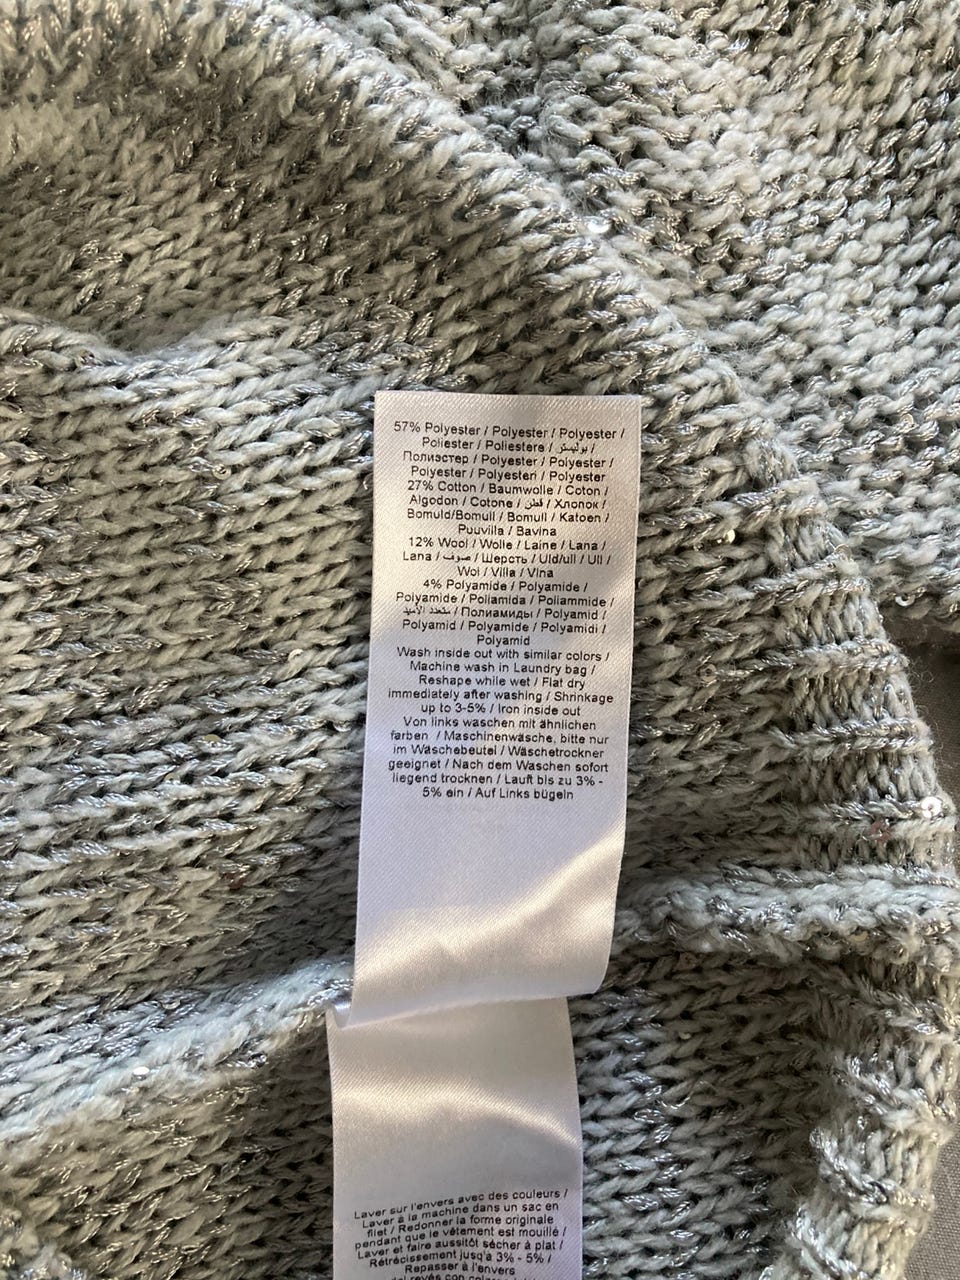 57% Polyester / Polyester / Polyester /
Poliester / Poliestere / بوليستر /
Полиэстер / Polyester / Polyester /
Polyester / Polyesteri / Polyester
27% Cotton / Baumwolle / Coton /
Algodon / Cotone / قطن / Хлопок /
Bomuld/Bomull / Bomull / Katoen /
Puuvilla / Bavlna
12% Wool / Wolle / Laine / Lana /
Lana / صوف / Шерсть / Uld/ull / Ull /
Wol / Villa / Vlna
4% Polyamide / Polyamide /
Polyamide / Poliamida / Poliammide /
متعدد الأميد / Полиамиды / Polyamid /
Polyamid / Polyamide / Polyamidi /
Polyamid
Wash inside out with similar colors /
Machine wash in Laundry bag /
Reshape while wet / Flat dry
immediately after washing / Shrinkage
up to 3-5% / Iron inside out
Von links waschen mit ähnlichen
farben / Maschinenwäsche, bitte nur
im Wäschebeutel / Wäschetrockner
geeignet / Nach dem Waschen sofort
liegend trocknen / Lauft bis zu 3% -
5% ein / Auf Links bügeln
Laver sur l'envers avec des couleurs /
Laver à la machine dans un sac en
filet / Redonner la forme originale
pendant que le vêtement est mouillé /
Laver et faire aussitôt sécher à plat /
Rétrécissement jusqu'à 3% - 5% /
Repasser à l'envers
del revés con